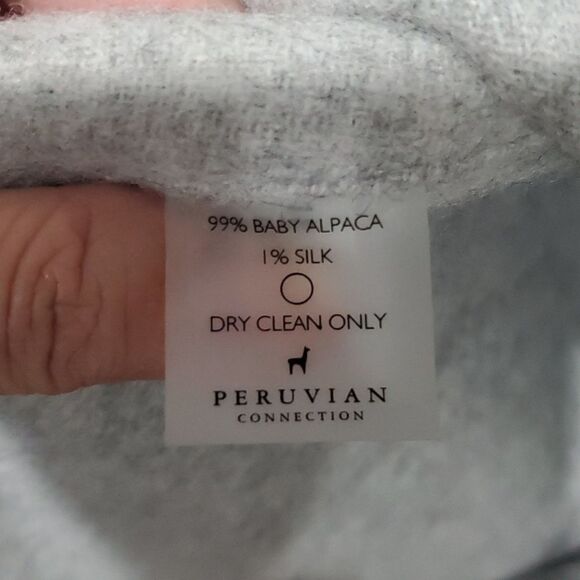 99% BABY ALPACA
1% SILK
DRY CLEAN ONLY
PERUVIAN
CONNECTION